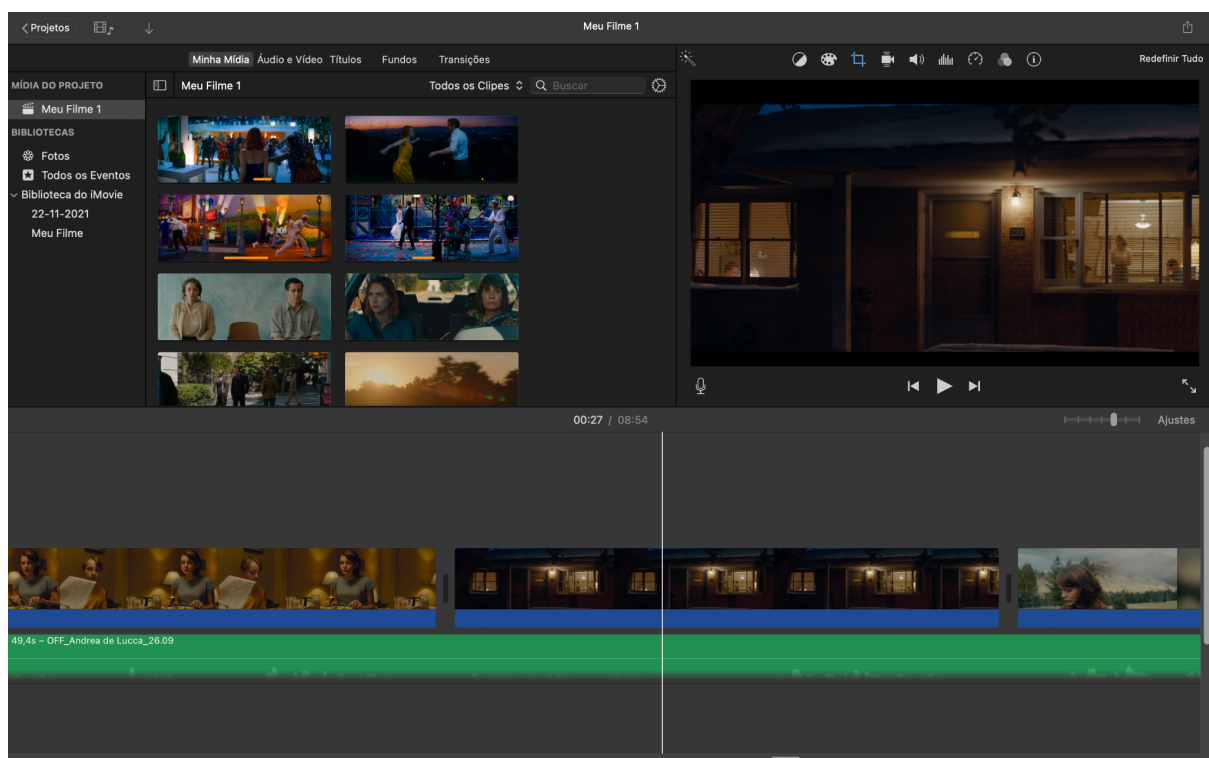 Projetos
Meu Filme 1
Minha Mídia Áudio e Vídeo Títulos Fundos Transições
Redefinir Tudo
MÍDIA DO PROJETO
Meu Filme 1
Todos os Clipes
Buscar
Meu Filme 1
BIBLIOTECAS
Fotos
Todos os Eventos
Biblioteca do iMovie
22-11-2021
Meu Filme
00:27 / 08:54
Ajustes
49,4s – OFF_Andrea de Lucca_26.09